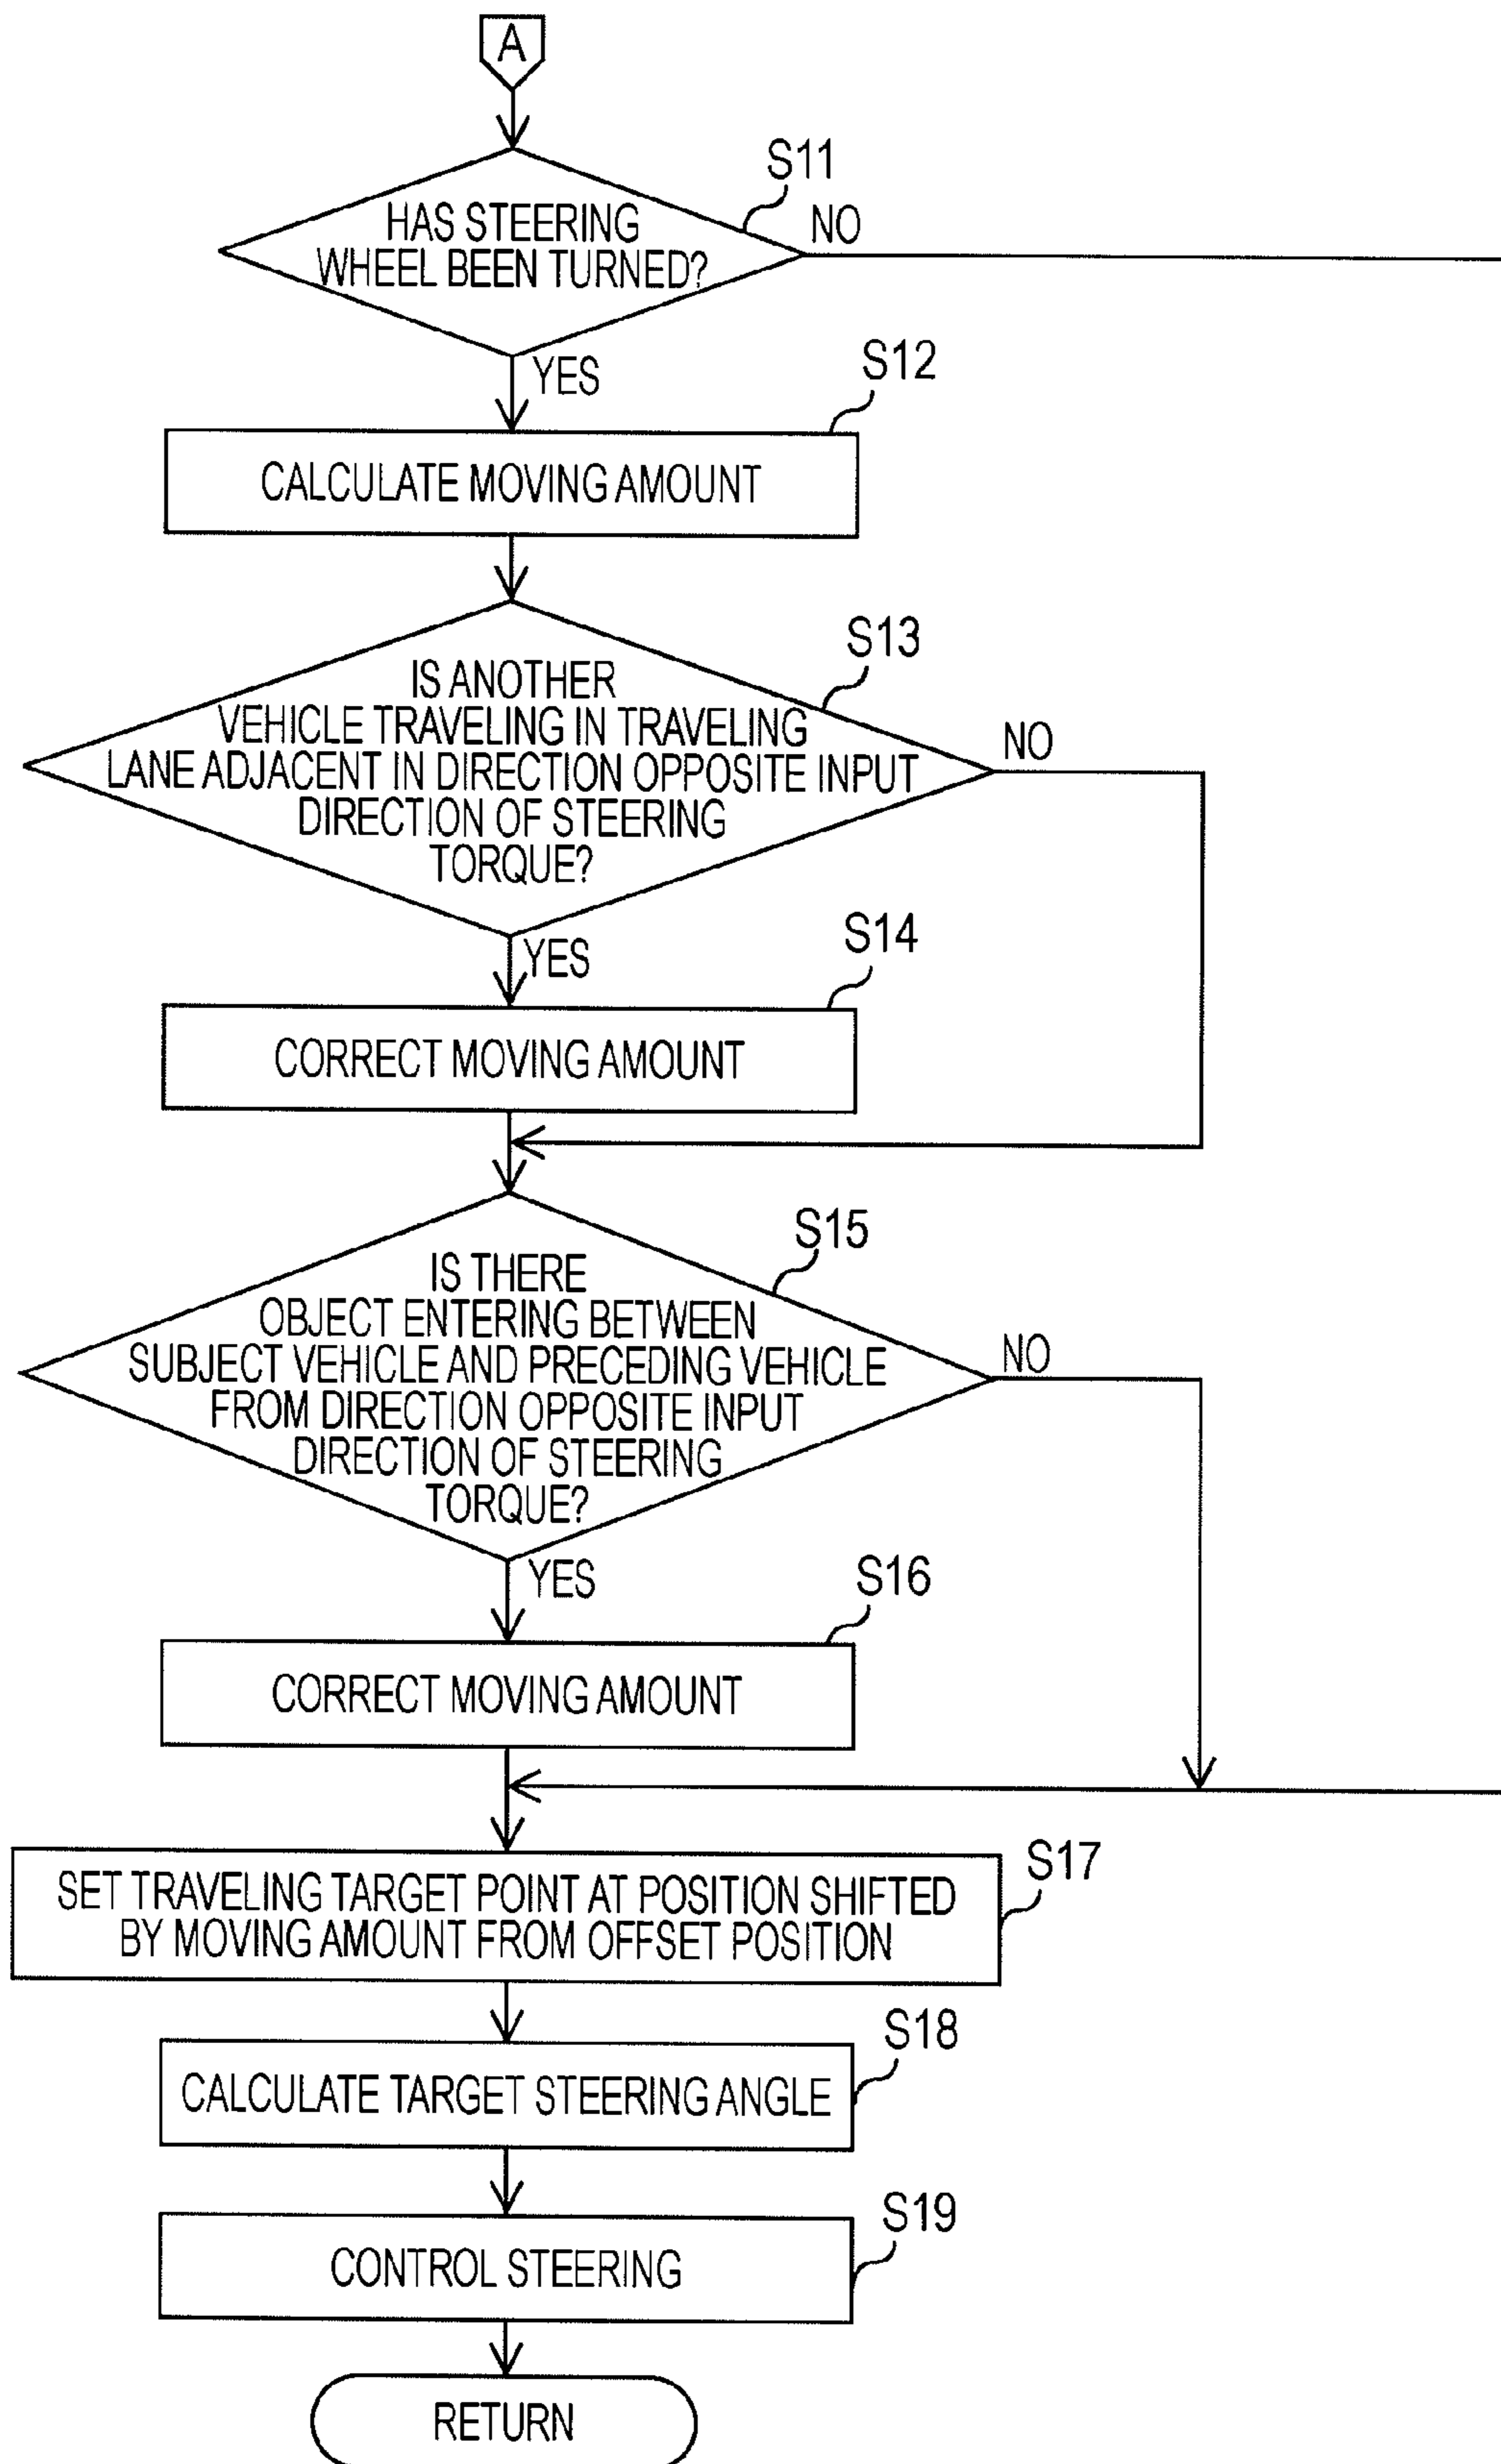 A
S11
HAS STEERING
WHEEL BEEN TURNED?
NO
YES
S12
CALCULATE MOVING AMOUNT
S13
IS ANOTHER
VEHICLE TRAVELING IN TRAVELING
LANE ADJACENT IN DIRECTION OPPOSITE INPUT
DIRECTION OF STEERING
TORQUE?
NO
YES
S14
CORRECT MOVING AMOUNT
S15
IS THERE
OBJECT ENTERING BETWEEN
SUBJECT VEHICLE AND PRECEDING VEHICLE
FROM DIRECTION OPPOSITE INPUT
DIRECTION OF STEERING
TORQUE?
NO
YES
S16
CORRECT MOVING AMOUNT
S17
SET TRAVELING TARGET POINT AT POSITION SHIFTED
BY MOVING AMOUNT FROM OFFSET POSITION
S18
CALCULATE TARGET STEERING ANGLE
S19
CONTROL STEERING
RETURN